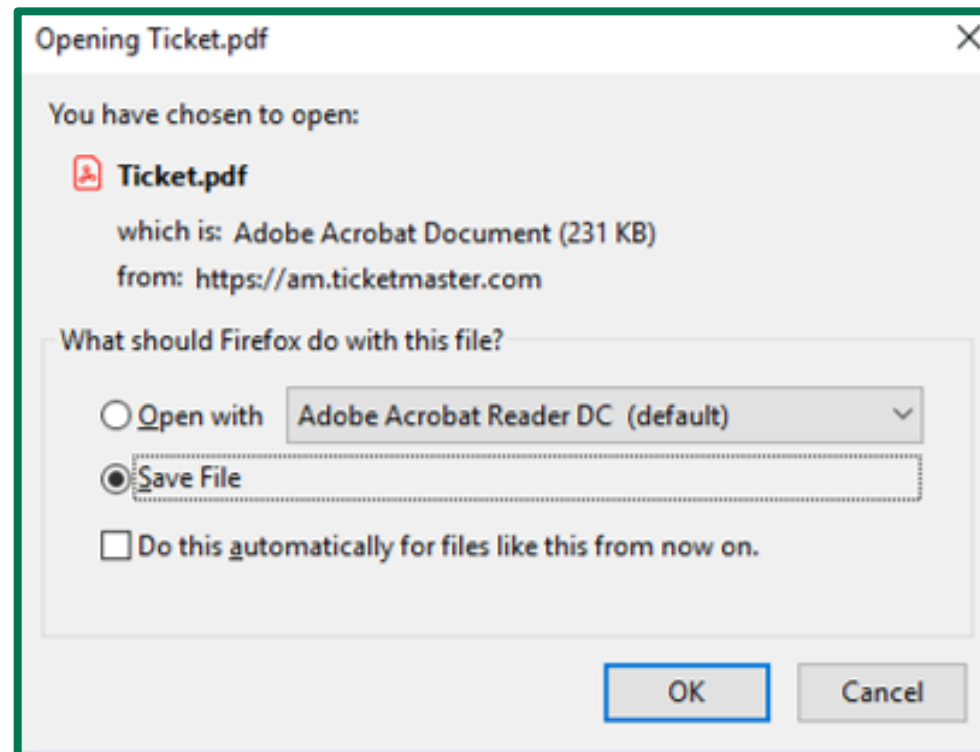 Opening Ticket.pdf
You have chosen to open:
Ticket.pdf
which is: Adobe Acrobat Document (231 KB)
from: https://am.ticketmaster.com
What should Firefox do with this file?
Open with Adobe Acrobat Reader DC (default)
Save File
Do this automatically for files like this from now on.
OK Cancel